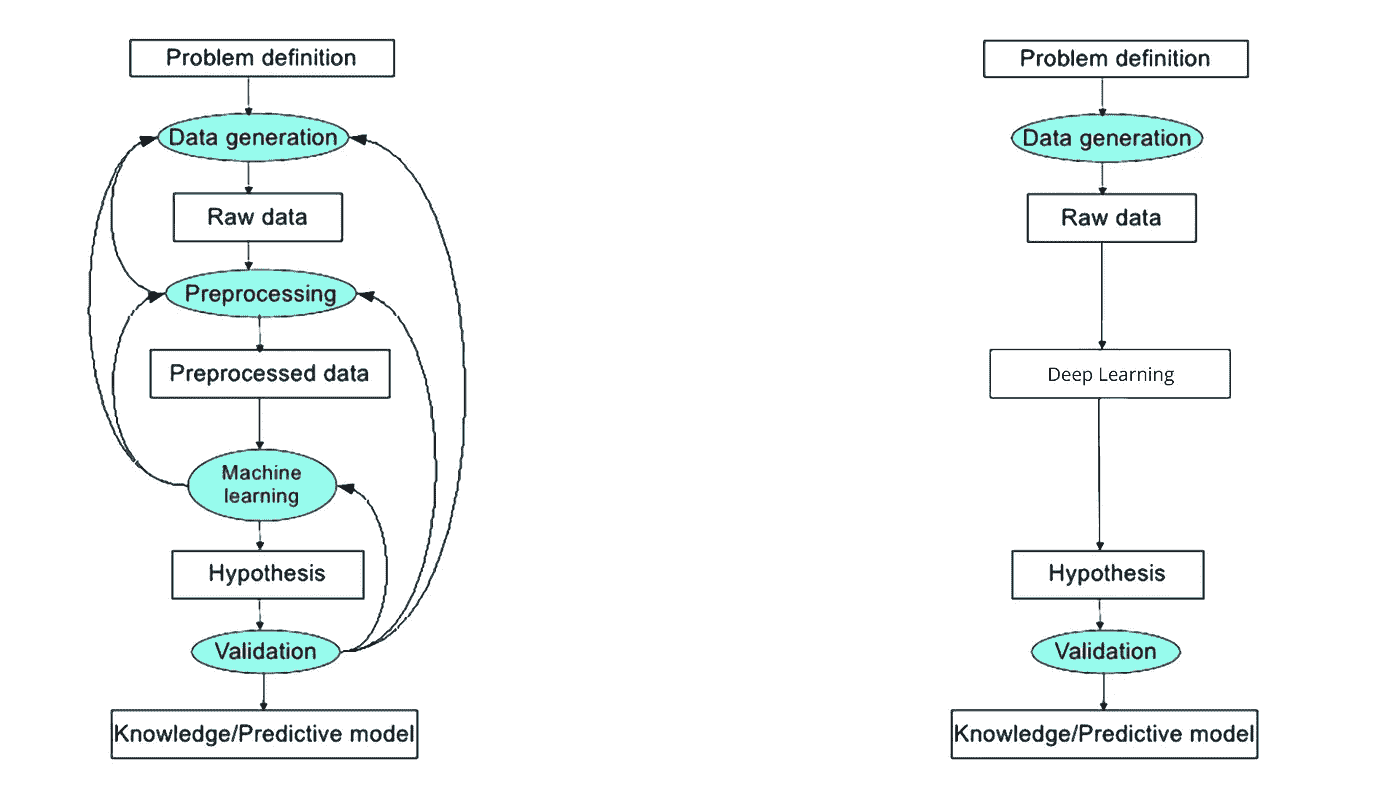 Problem definition
Data generation
Raw data
Preprocessing
Preprocessed data
Machine
learning
Hypothesis
Validation
Knowledge/Predictive model
Problem definition
Data generation
Raw data
Deep Learning
Hypothesis
Validation
Knowledge/Predictive model